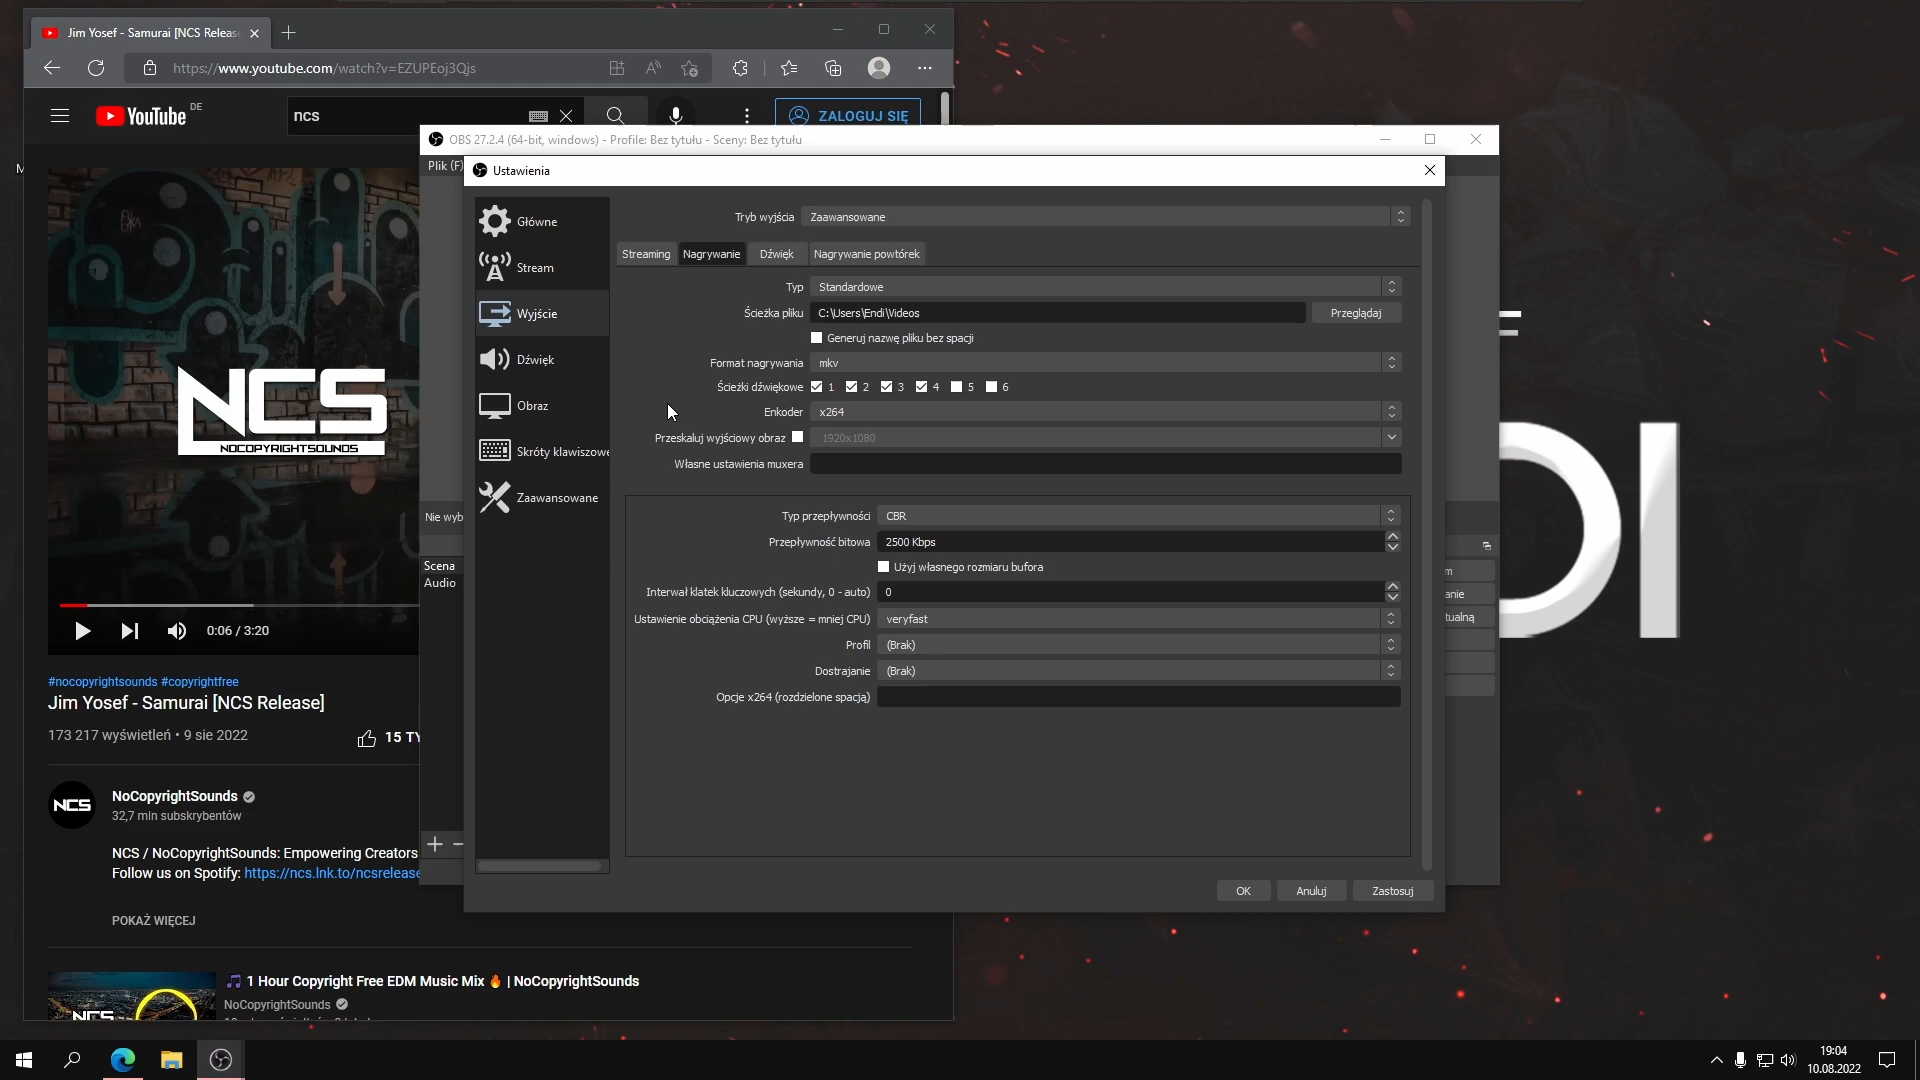 Jim Yosef - Samurai [NCS Releas
https://www.youtube.com/watch?v=EZUPEoj3Qjs
YouTube DE
ncs
ZALOGUJ SIĘ
NCS
NOCOPYRIGHTSOUNDS
0:06 / 3:20
#nocopyrightsounds #copyrightfree
Jim Yosef - Samurai [NCS Release]
173 217 wyświetleń • 9 sie 2022
15 TY
NCS
NoCopyrightSounds
32,7 mln subskrybentów
NCS / NoCopyrightSounds: Empowering Creators
Follow us on Spotify: https://ncs.lnk.to/ncsrelease
POKAŻ WIĘCEJ
🎵 1 Hour Copyright Free EDM Music Mix 🔥 | NoCopyrightSounds
NoCopyrightSounds
NCS
M
OBS 27.2.4 (64-bit, windows) - Profile: Bez tytułu - Sceny: Bez tytułu
Plik (F)
Nie wyb
Scena
Audio
m
anie
tualną
Ustawienia
Główne
Stream
Wyjście
Dźwięk
Obraz
Skróty klawiszowe
Zaawansowane
Tryb wyjścia Zaawansowane
Streaming Nagrywanie Dźwięk Nagrywanie powtórek
Typ Standardowe
Ścieżka pliku C:\Users\Endi\Videos Przeglądaj
Generuj nazwę pliku bez spacji
Format nagrywania mkv
Ścieżki dźwiękowe 1 2 3 4 5 6
Enkoder x264
Przeskaluj wyjściowy obraz 1920x1080
Własne ustawienia muxera
Typ przepływności CBR
Przepływność bitowa 2500 Kbps
Użyj własnego rozmiaru bufora
Interwał klatek kluczowych (sekundy, 0 - auto) 0
Ustawienie obciążenia CPU (wyższe = mniej CPU) veryfast
Profil (Brak)
Dostrajanie (Brak)
Opcje x264 (rozdzielone spacją)
OK Anuluj Zastosuj
DI
19:04
10.08.2022